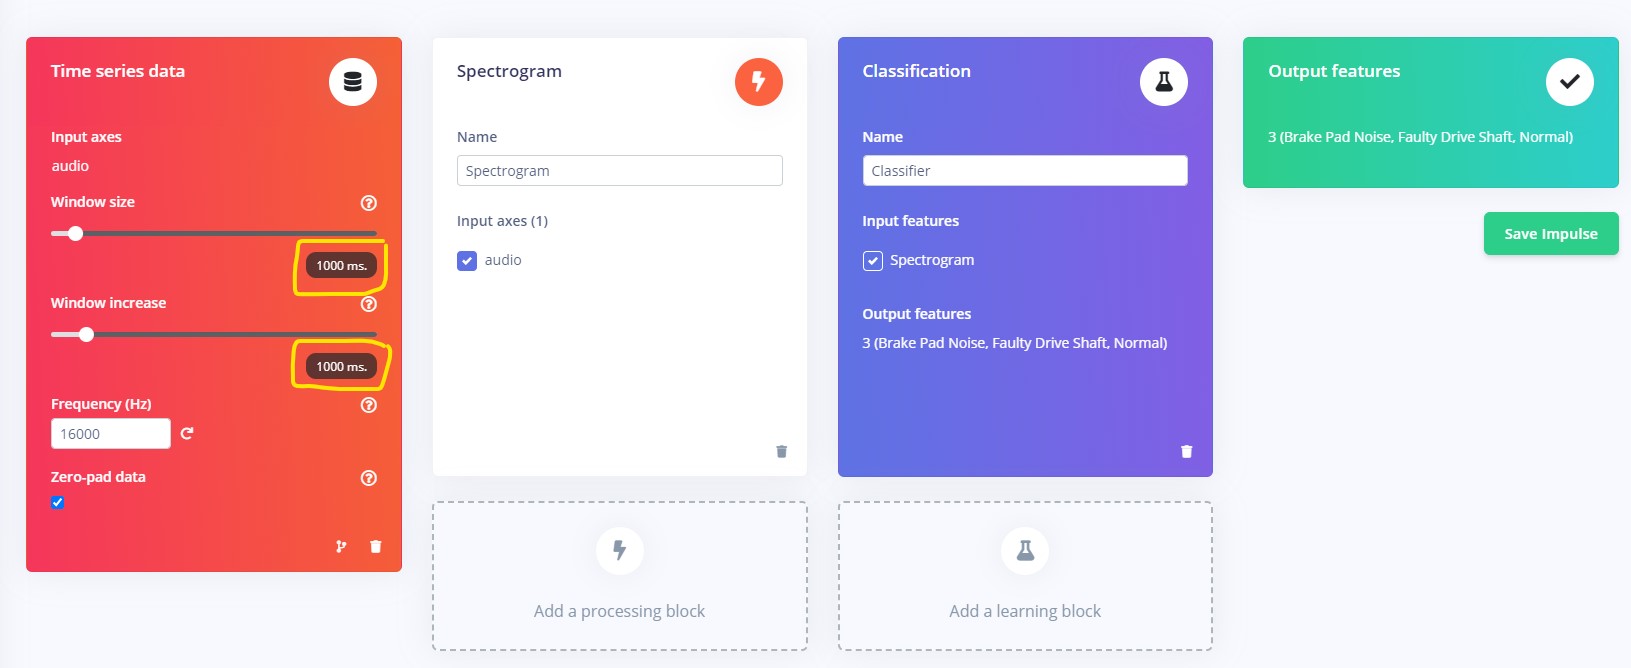 Time series data
Input axes
audio
Window size
1000 ms.
Window increase
1000 ms.
Frequency (Hz)
16000
Zero-pad data
Spectrogram
Name
Spectrogram
Input axes (1)
audio
Add a processing block
Classification
Name
Classifier
Input features
Spectrogram
Output features
3 (Brake Pad Noise, Faulty Drive Shaft, Normal)
Add a learning block
Output features
3 (Brake Pad Noise, Faulty Drive Shaft, Normal)
Save Impulse